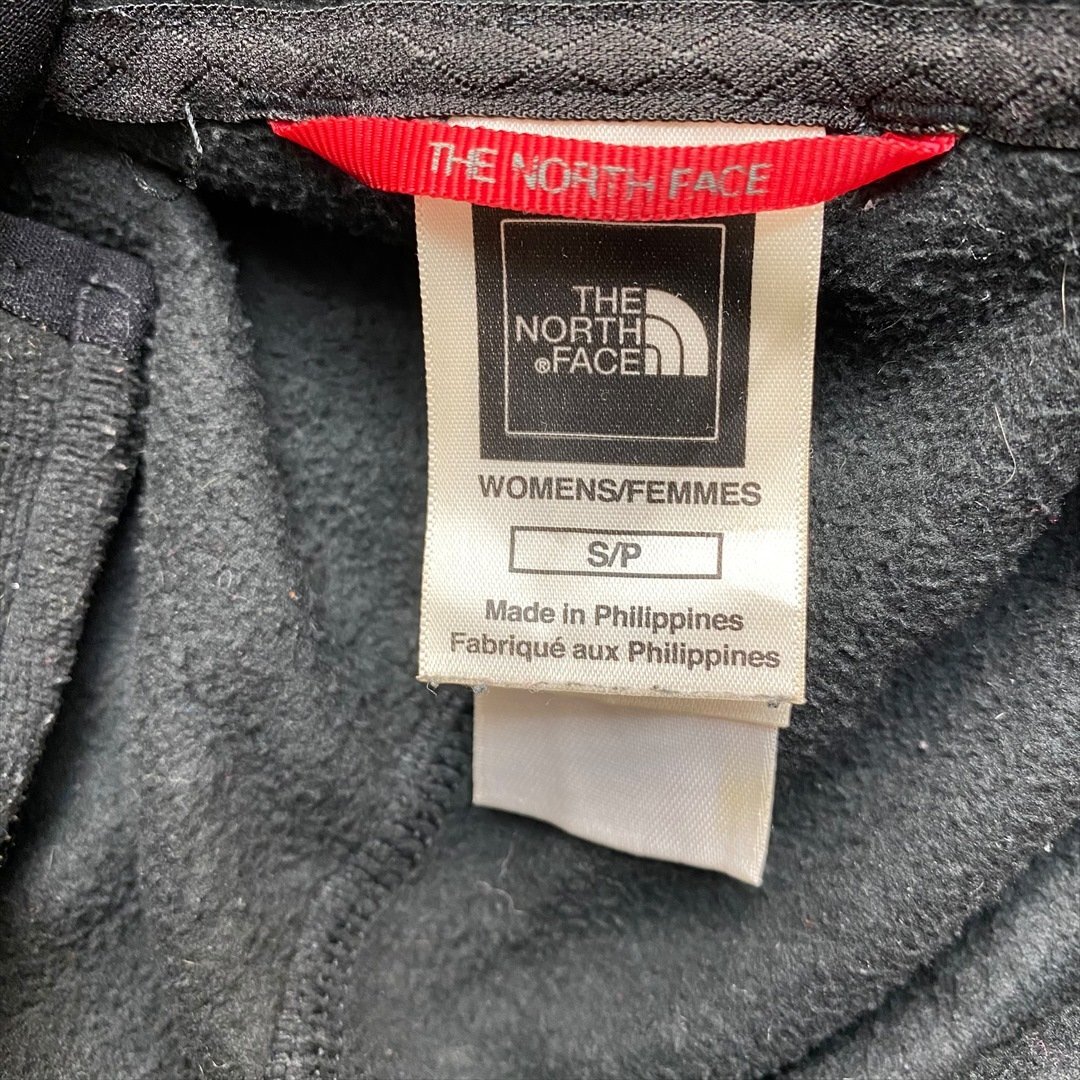 THE NORTH FACE
THE
NORTH
®FACE
WOMENS/FEMMES
S/P
Made in Philippines
Fabriqué aux Philippines